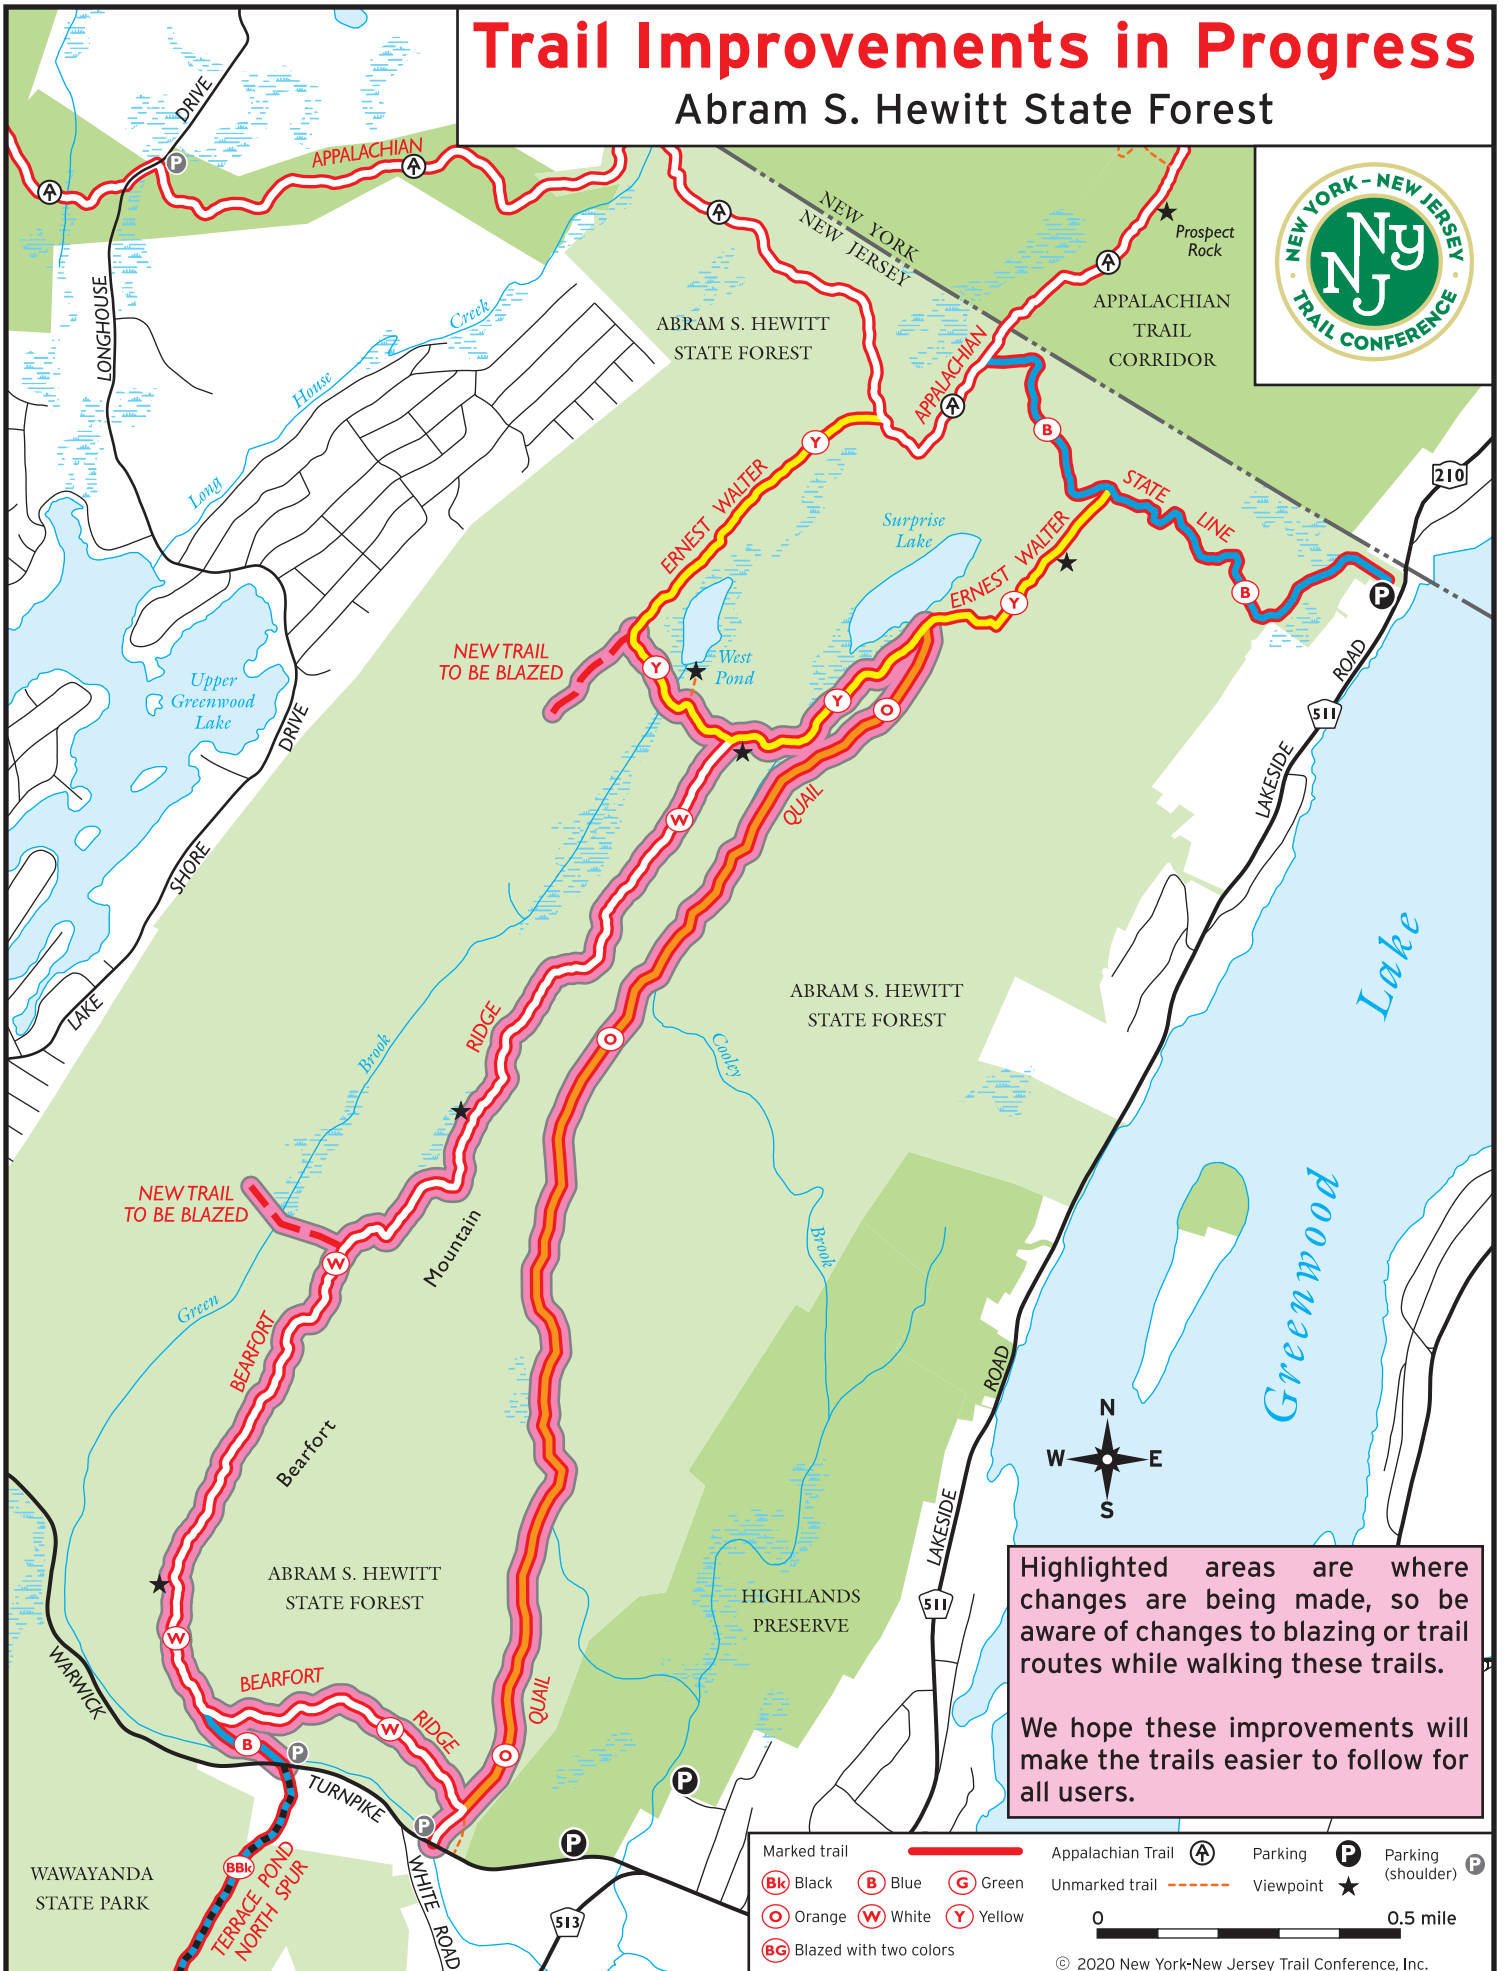 Trail Improvements in Progress
Abram S. Hewitt State Forest
NEW YORK – NEW JERSEY
NY
NJ
TRAIL CONFERENCE
DRIVE
P
APPALACHIAN
A
A
A
NEW YORK
NEW JERSEY
Prospect
Rock
A
LONGHOUSE
ABRAM S. HEWITT
STATE FOREST
APPALACHIAN
TRAIL
CORRIDOR
Long
House
Creek
APPALACHIAN
A
B
Y
ERNEST WALTER
STATE
LINE
210
Surprise
Lake
ERNEST WALTER
Y
B
P
NEW TRAIL
TO BE BLAZED
Y
West
Pond
Y
O
Upper
Greenwood
Lake
DRIVE
ROAD
511
LAKESIDE
QUAIL
W
SHORE
LAKE
Lake
ABRAM S. HEWITT
STATE FOREST
RIDGE
O
Brook
Cooley
NEW TRAIL
TO BE BLAZED
Mountain
Brook
W
Green
Greenwood
BEARFORT
ROAD
Bearfort
N
W
E
S
LAKESIDE
ABRAM S. HEWITT
STATE FOREST
HIGHLANDS
PRESERVE
511
Highlighted areas are where
changes are being made, so be
aware of changes to blazing or trail
routes while walking these trails.
We hope these improvements will
make the trails easier to follow for
all users.
W
WARWICK
BEARFORT
W
RIDGE
QUAIL
B
P
O
TURNPIKE
P
P
P
BBk
TERRACE POND
NORTH SPUR
WAWAYANDA
STATE PARK
WHITE ROAD
513
Marked trail
Appalachian Trail A
Parking P
Parking
(shoulder) P
Bk Black
B Blue
G Green
Unmarked trail
Viewpoint
O Orange
W White
Y Yellow
0
0.5 mile
BG Blazed with two colors
© 2020 New York-New Jersey Trail Conference, Inc.